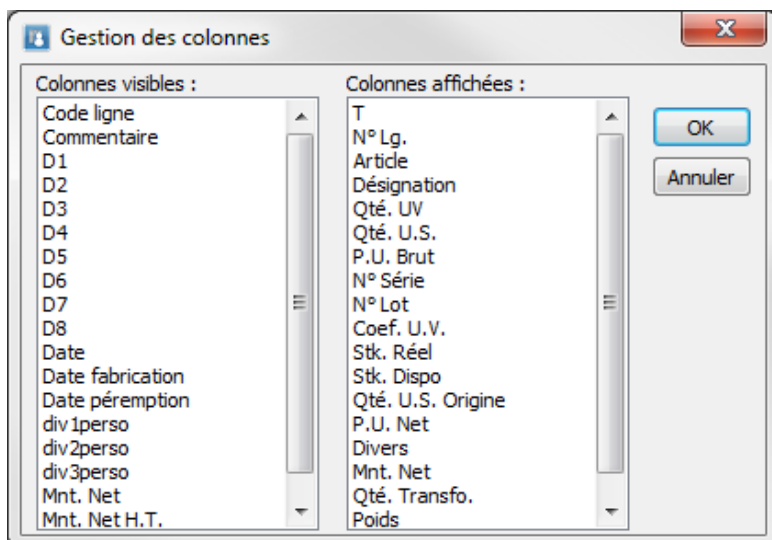 Gestion des colonnes
Colonnes visibles :
Code ligne
Commentaire
D1
D2
D3
D4
D5
D6
D7
D8
Date
Date fabrication
Date péremption
div1perso
div2perso
div3perso
Mnt. Net
Mnt. Net H.T.
Colonnes affichées :
T
N° Lg.
Article
Désignation
Qté. UV
Qté. U.S.
P.U. Brut
N° Série
N° Lot
Coef. U.V.
Stk. Réel
Stk. Dispo
Qté. U.S. Origine
P.U. Net
Divers
Mnt. Net
Qté. Transfo.
Poids
OK
Annuler